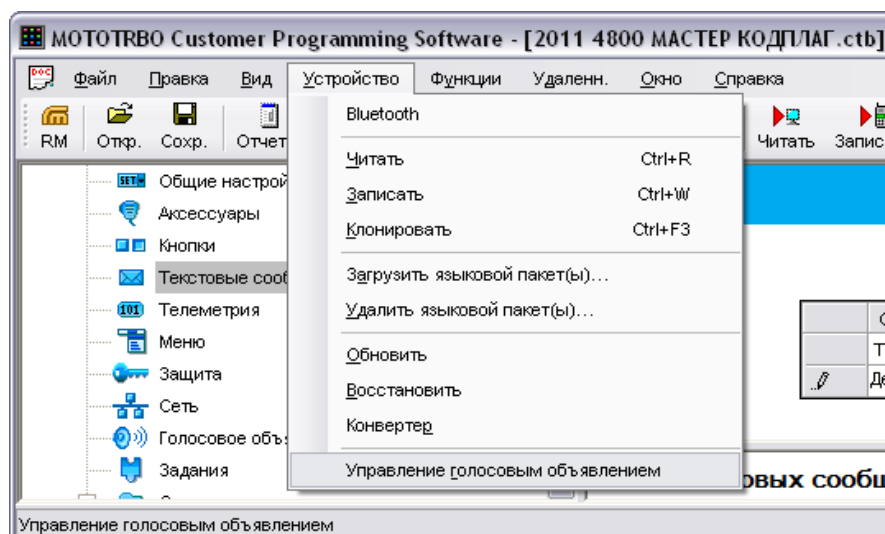 MOTOTRBO Customer Programming Software - [2011 4800 МАСТЕР КОДПЛАГ.ctb]
Файл Правка Вид Устройство Функции Удаленн. Окно Справка
RM Откр. Сохр. Отчет Читать Запис
Bluetooth
Читать Ctrl+R
Записать Ctrl+W
Клонировать Ctrl+F3
Загрузить языковой пакет(ы)...
Удалить языковой пакет(ы)...
Обновить
Восстановить
Конвертер
Управление голосовым объявлением
Общие настрой
Аксессуары
Кнопки
Текстовые сооб
Телеметрия
Меню
Защита
Сеть
Голосовое объя
Задания
Т
Де
овых сообщ
Управление голосовым объявлением